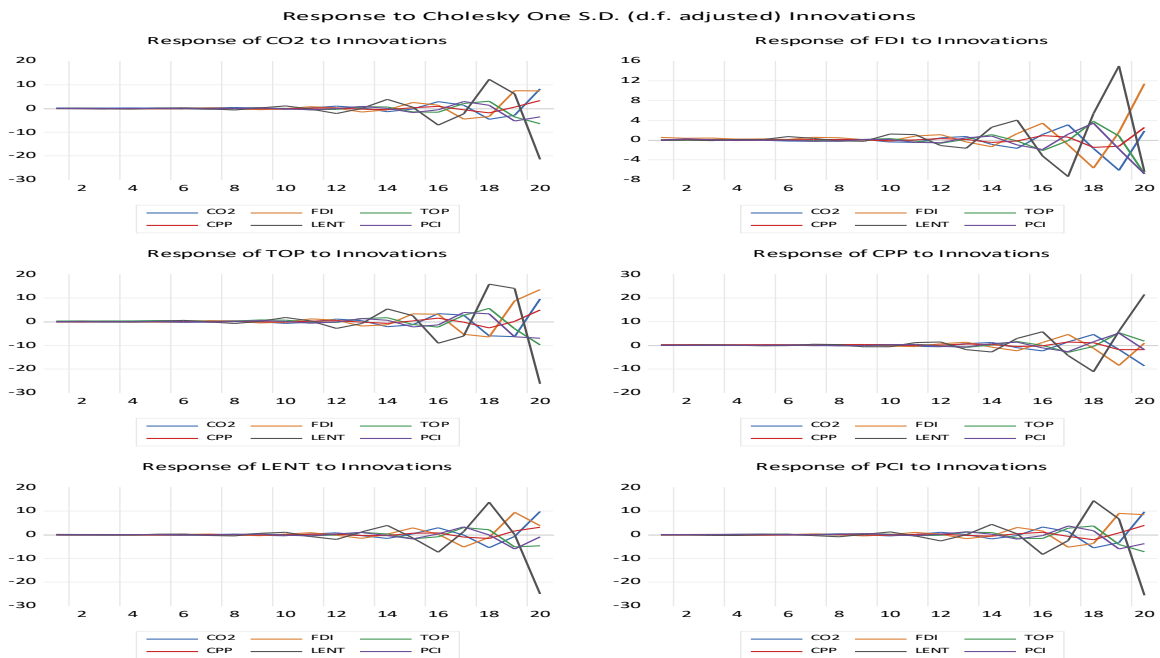 Response to Cholesky One S.D. (d.f. adjusted) Innovations
Response of CO2 to Innovations
20
10
0
-10
-20
-30
2 4 6 8 10 12 14 16 18 20
CO2 FDI TOP
CPP LENT PCI
Response of FDI to Innovations
16
12
8
4
0
-4
-8
2 4 6 8 10 12 14 16 18 20
CO2 FDI TOP
CPP LENT PCI
Response of TOP to Innovations
20
10
0
-10
-20
-30
2 4 6 8 10 12 14 16 18 20
CO2 FDI TOP
CPP LENT PCI
Response of CPP to Innovations
30
20
10
0
-10
-20
2 4 6 8 10 12 14 16 18 20
CO2 FDI TOP
CPP LENT PCI
Response of LENT to Innovations
20
10
0
-10
-20
-30
2 4 6 8 10 12 14 16 18 20
CO2 FDI TOP
CPP LENT PCI
Response of PCI to Innovations
20
10
0
-10
-20
-30
2 4 6 8 10 12 14 16 18 20
CO2 FDI TOP
CPP LENT PCI